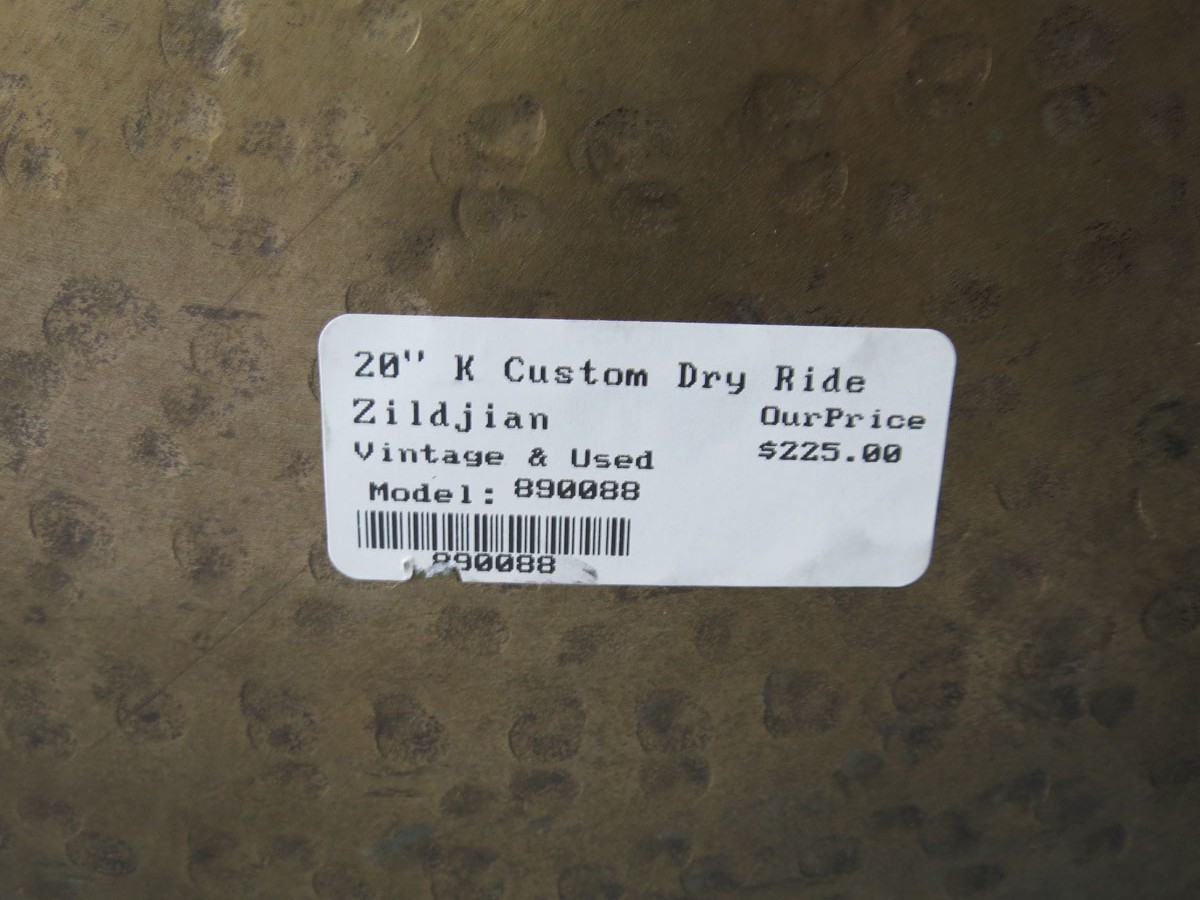 20" K Custom Dry Ride
Zildjian
OurPrice
Vintage & Used
$225.00
Model: 890088
890088